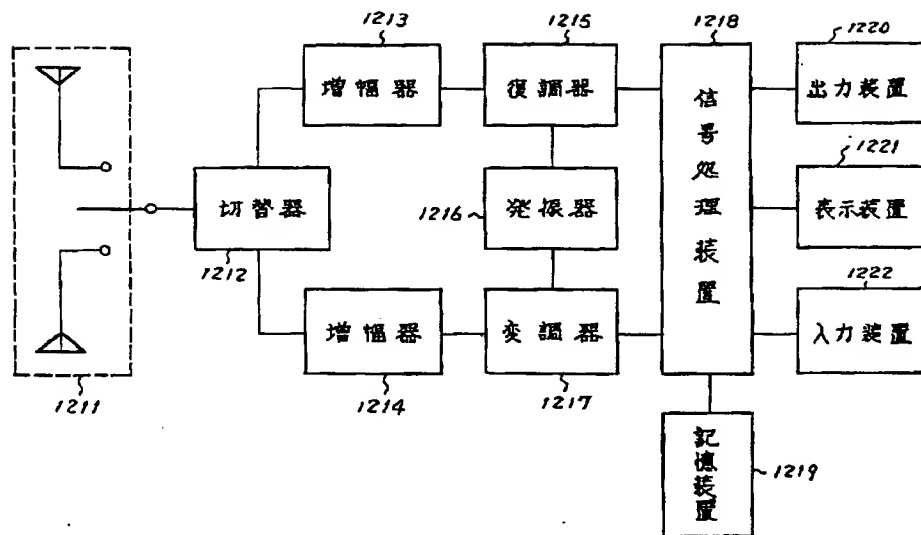 1213
1215
1218
1220
増幅器
復調器
信号処理装置
出力装置
1221
切替器
1216
発振器
表示装置
1212
1222
増幅器
変調器
入力装置
1211
1214
1217
記憶装置
1219